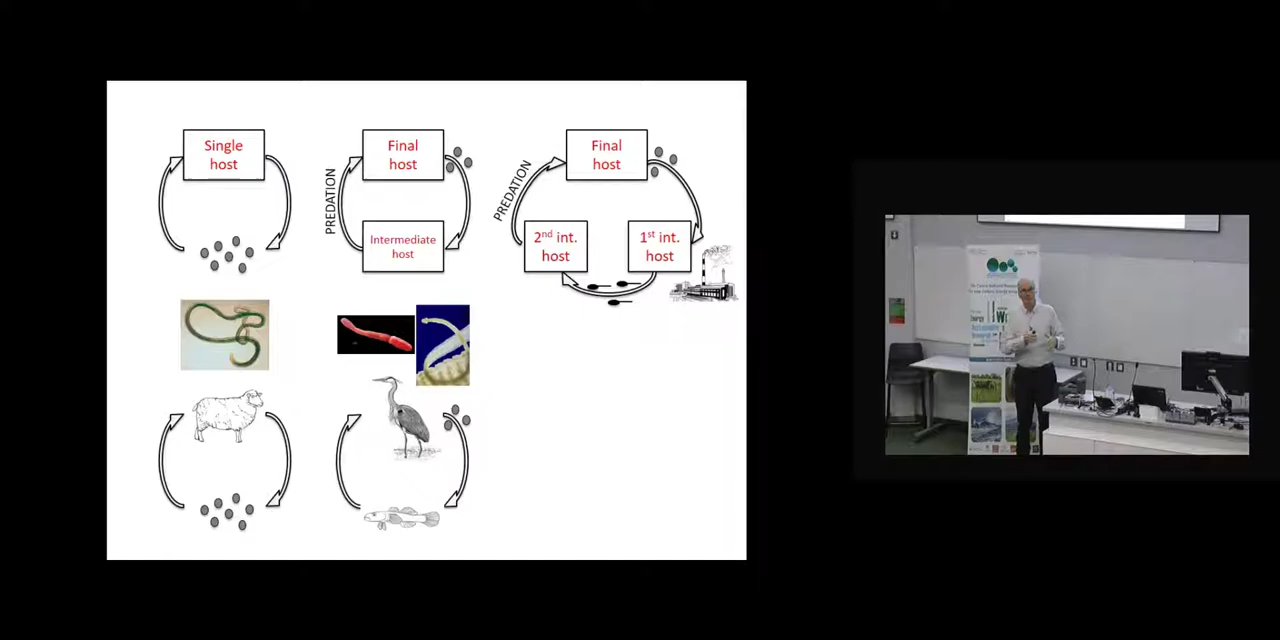 Single
host
Final
host
PREDATION
Intermediate
host
Final
host
PREDATION
2nd int.
host
1st int.
host